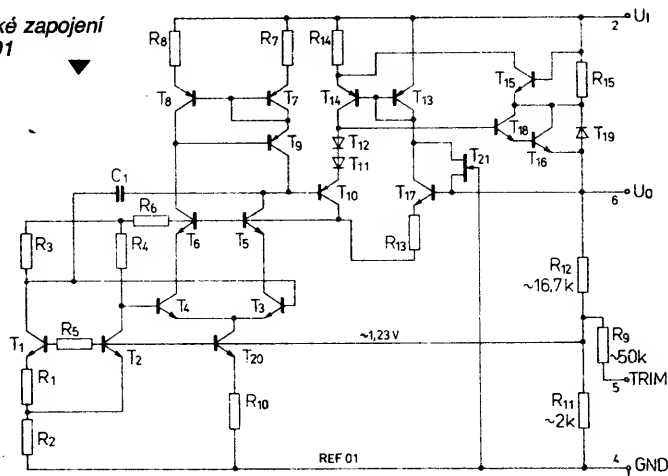 ké zapojení
01
R8
R7
R14
2
U1
T15
R15
T8
T7
T14
T13
T18
T16
T19
T9
T12
T11
T21
C1
T10
T17
6
U0
R6
R3
R4
T6
T5
R13
R12
~16,7k
T4
T3
R5
T1
T2
T20
~1,23V
R9
~50k
5
TRIM
R1
R10
R11
~2k
R2
REF 01
4
GND